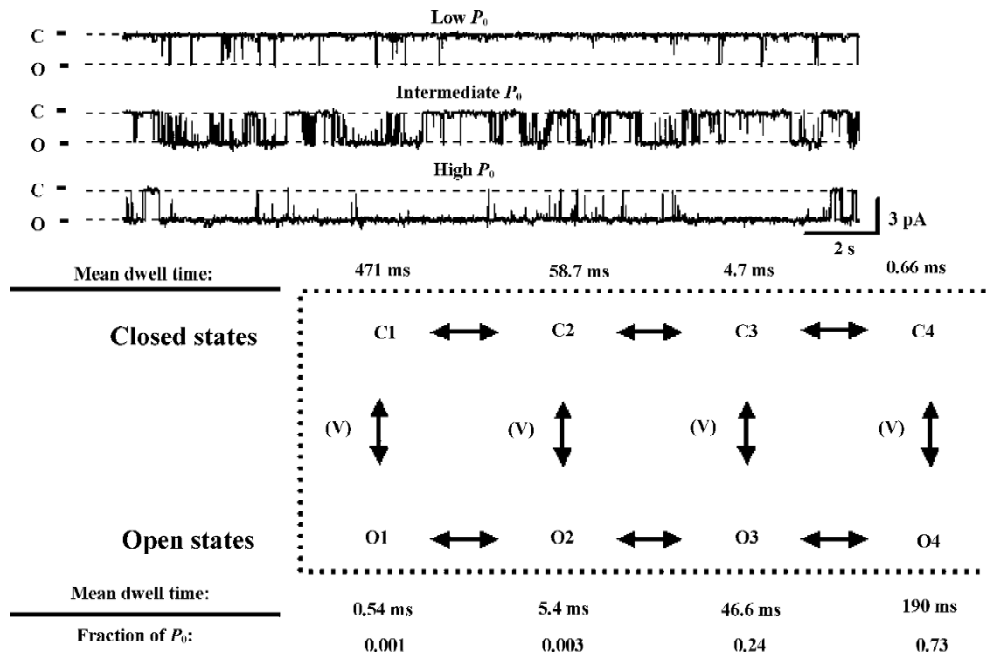 Low P₀
C
O
Intermediate P₀
C
O
High P₀
C
O
3 pA
2 s
Mean dwell time: 471 ms 58.7 ms 4.7 ms 0.66 ms
Closed states C1 C2 C3 C4
(V) (V) (V) (V)
Open states O1 O2 O3 O4
Mean dwell time: 0.54 ms 5.4 ms 46.6 ms 190 ms
Fraction of P₀: 0.001 0.003 0.24 0.73